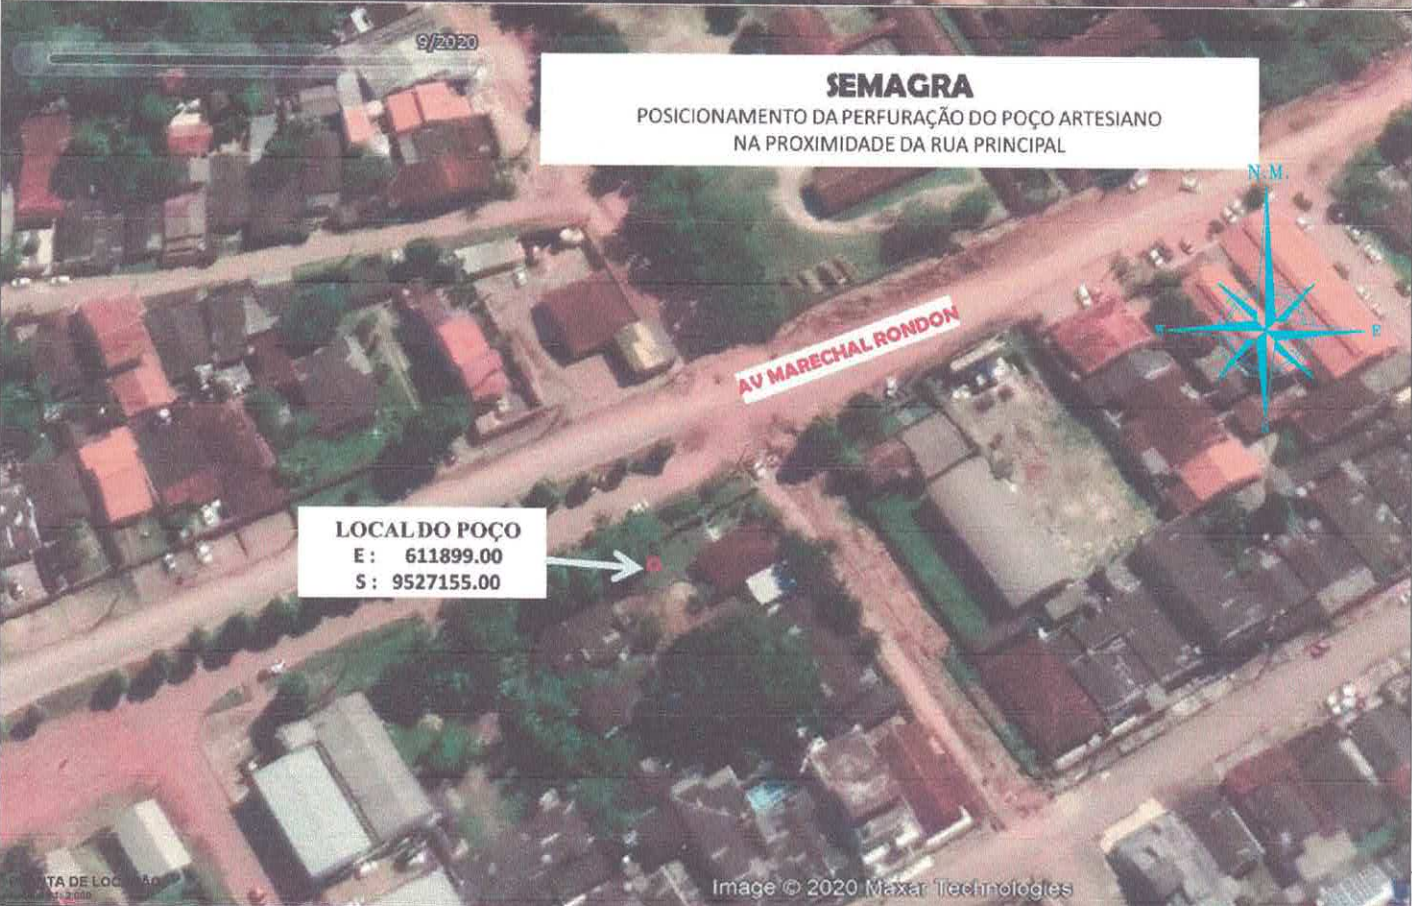 9/2020
SEMAGRA
POSICIONAMENTO DA PERFURAÇÃO DO POÇO ARTESIANO
NA PROXIMIDADE DA RUA PRINCIPAL
N.M.
W
E
AV MARECHAL RONDON
LOCAL DO POÇO
E: 611899.00
S: 9527155.00
Image © 2020 Maxar Technologies